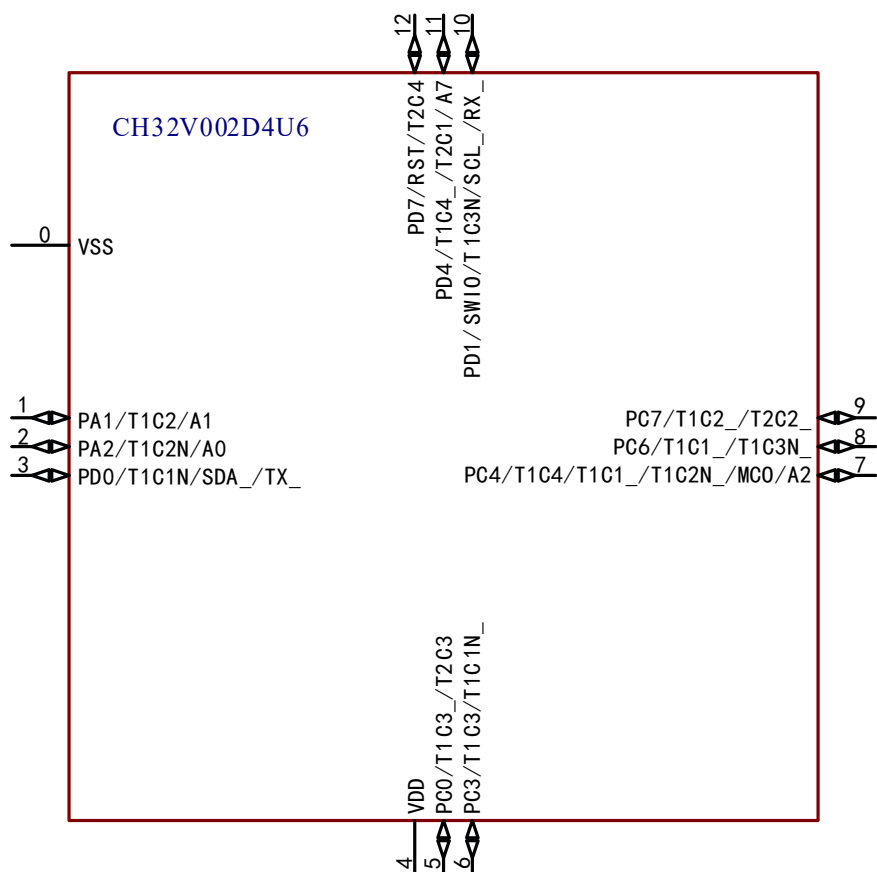 12
11
10
PD7/RST/T2C4
PD4/T1C4_/T2C1/A7
PD1/SWIO/T1C3N/SCL_/RX_
CH32V002D4U6
0 VSS
1 PA1/T1C2/A1
2 PA2/T1C2N/A0
3 PD0/T1C1N/SDA_/TX_
PC7/T1C2_/T2C2_ 9
PC6/T1C1_/T1C3N_ 8
PC4/T1C4/T1C1_/T1C2N_/MCO/A2 7
VDD
PC0/T1C3_/T2C3
PC3/T1C3/T1C1N_
4
5
6